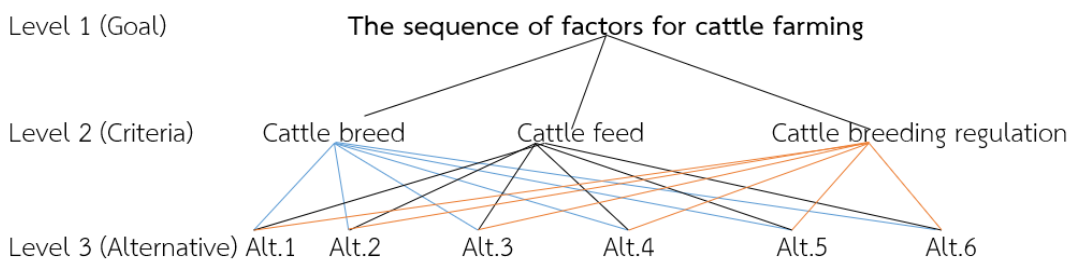 Level 1 (Goal) The sequence of factors for cattle farming
Level 2 (Criteria) Cattle breed Cattle feed Cattle breeding regulation
Level 3 (Alternative) Alt.1 Alt.2 Alt.3 Alt.4 Alt.5 Alt.6